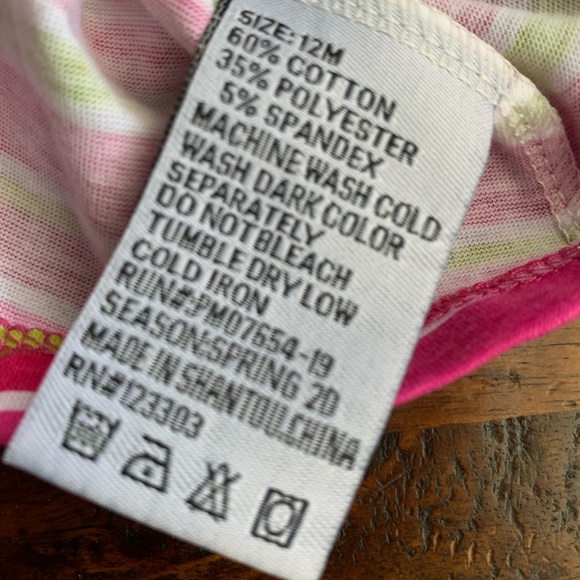 SIZE: 12M
60% COTTON
35% POLYESTER
5% SPANDEX
MACHINE WASH COLD
WASH DARK COLOR
SEPARATELY
DO NOT BLEACH
TUMBLE DRY LOW
COLD IRON
RUN#:PM07654-19
SEASON:SPRING 20
MADE IN SHANTOU.CHINA
RN#123303